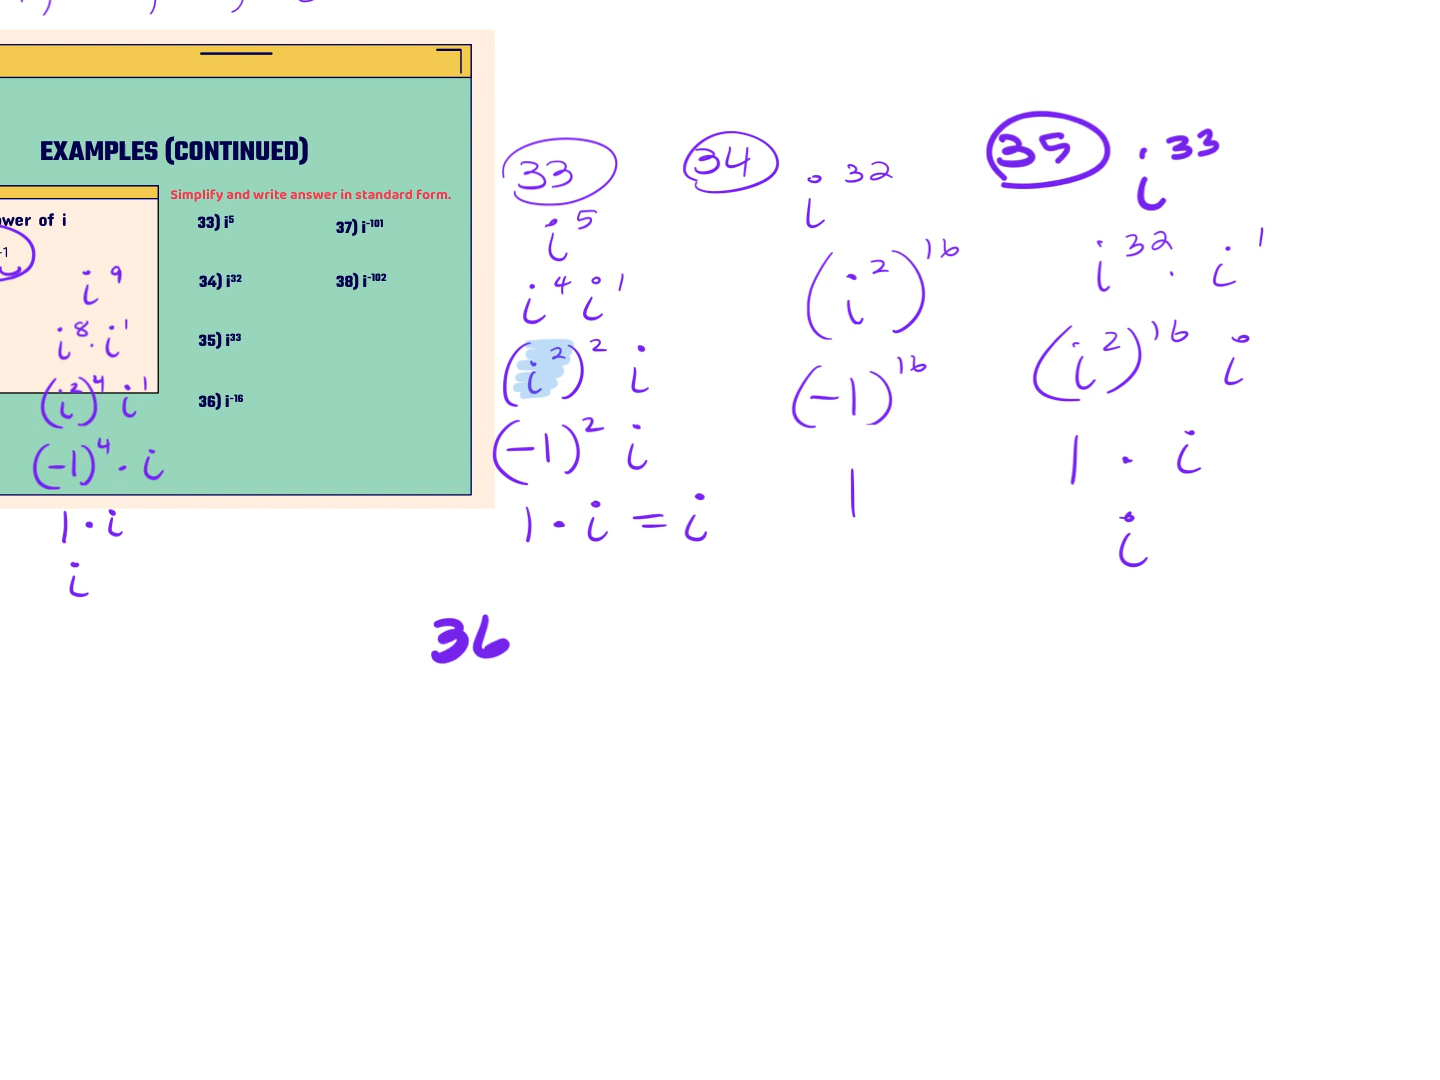 EXAMPLES (CONTINUED)
Simplify and write answer in standard form.
wer of i
-1
i⁹
i⁸ · i¹
(i²)⁴ i¹
(-1)⁴ · i
1 · i
i
33) i⁵
34) i³²
35) i³³
36) i⁻¹⁶
37) i⁻¹⁰¹
38) i⁻¹⁰²
33
i⁵
i⁴ i¹
(i²)² i
(-1)² i
1 · i = i
34
i³²
(i²)¹⁶
(-1)¹⁶
1
35
i³³
i³² · i¹
(i²)¹⁶ i
1 · i
i
36